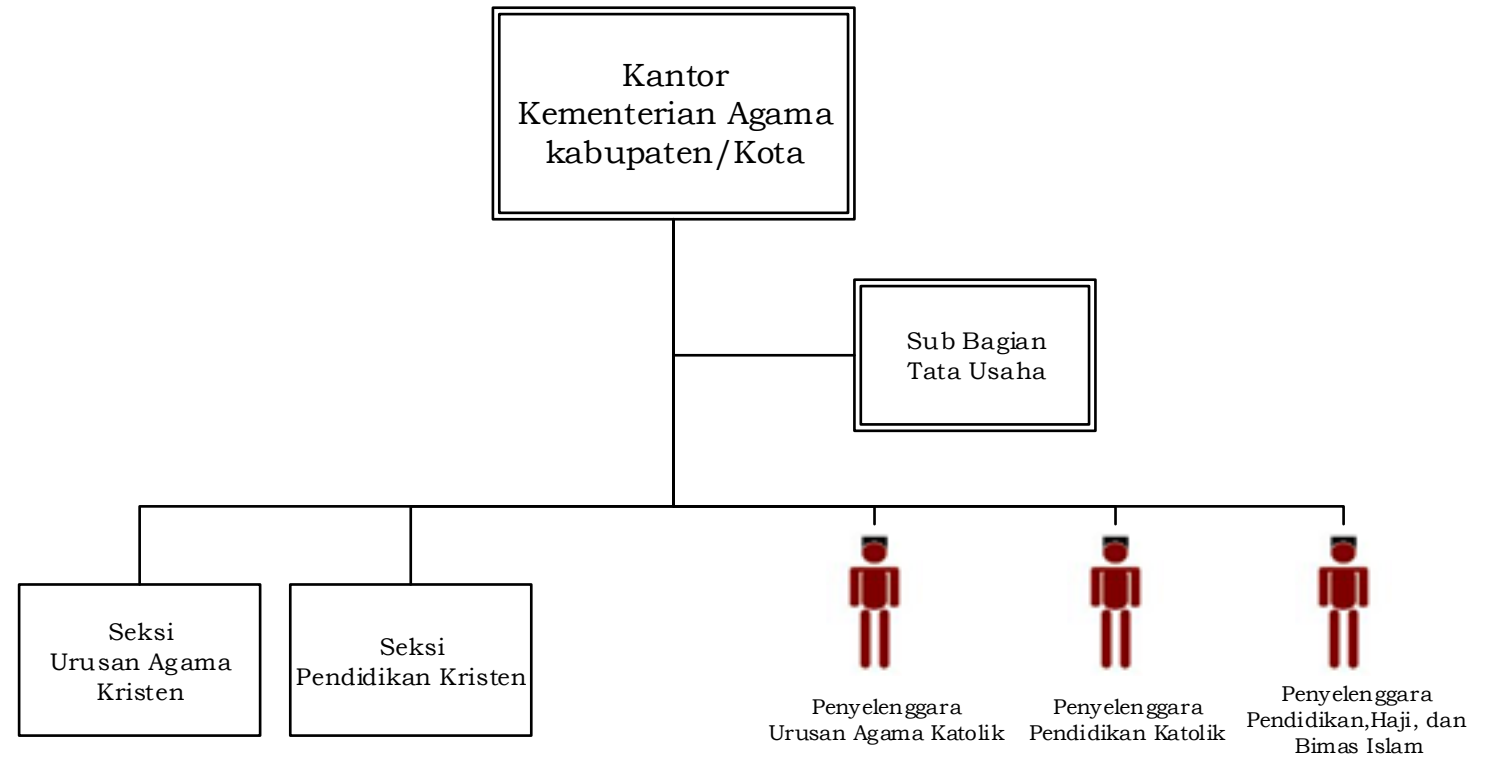 Kantor
Kementerian Agama
kabupaten/Kota
Sub Bagian
Tata Usaha
Seksi
Urusan Agama
Kristen
Seksi
Pendidikan Kristen
Penyelenggara
Urusan Agama Katolik
Penyelenggara
Pendidikan Katolik
Penyelenggara
Pendidikan,Haji, dan
Bimas Islam